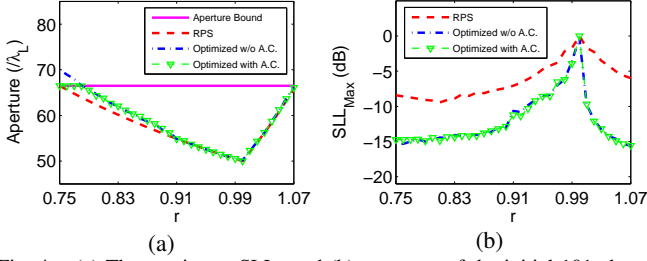 Aperture (/λL)
80
70
60
50
0.75 0.83 0.91 0.99 1.07
r
Aperture Bound
RPS
Optimized w/o A.C.
Optimized with A.C.
(a)
SLLMax (dB)
0
−5
−10
−15
−20
0.75 0.83 0.91 0.99 1.07
r
RPS
Optimized w/o A.C.
Optimized with A.C.
(b)